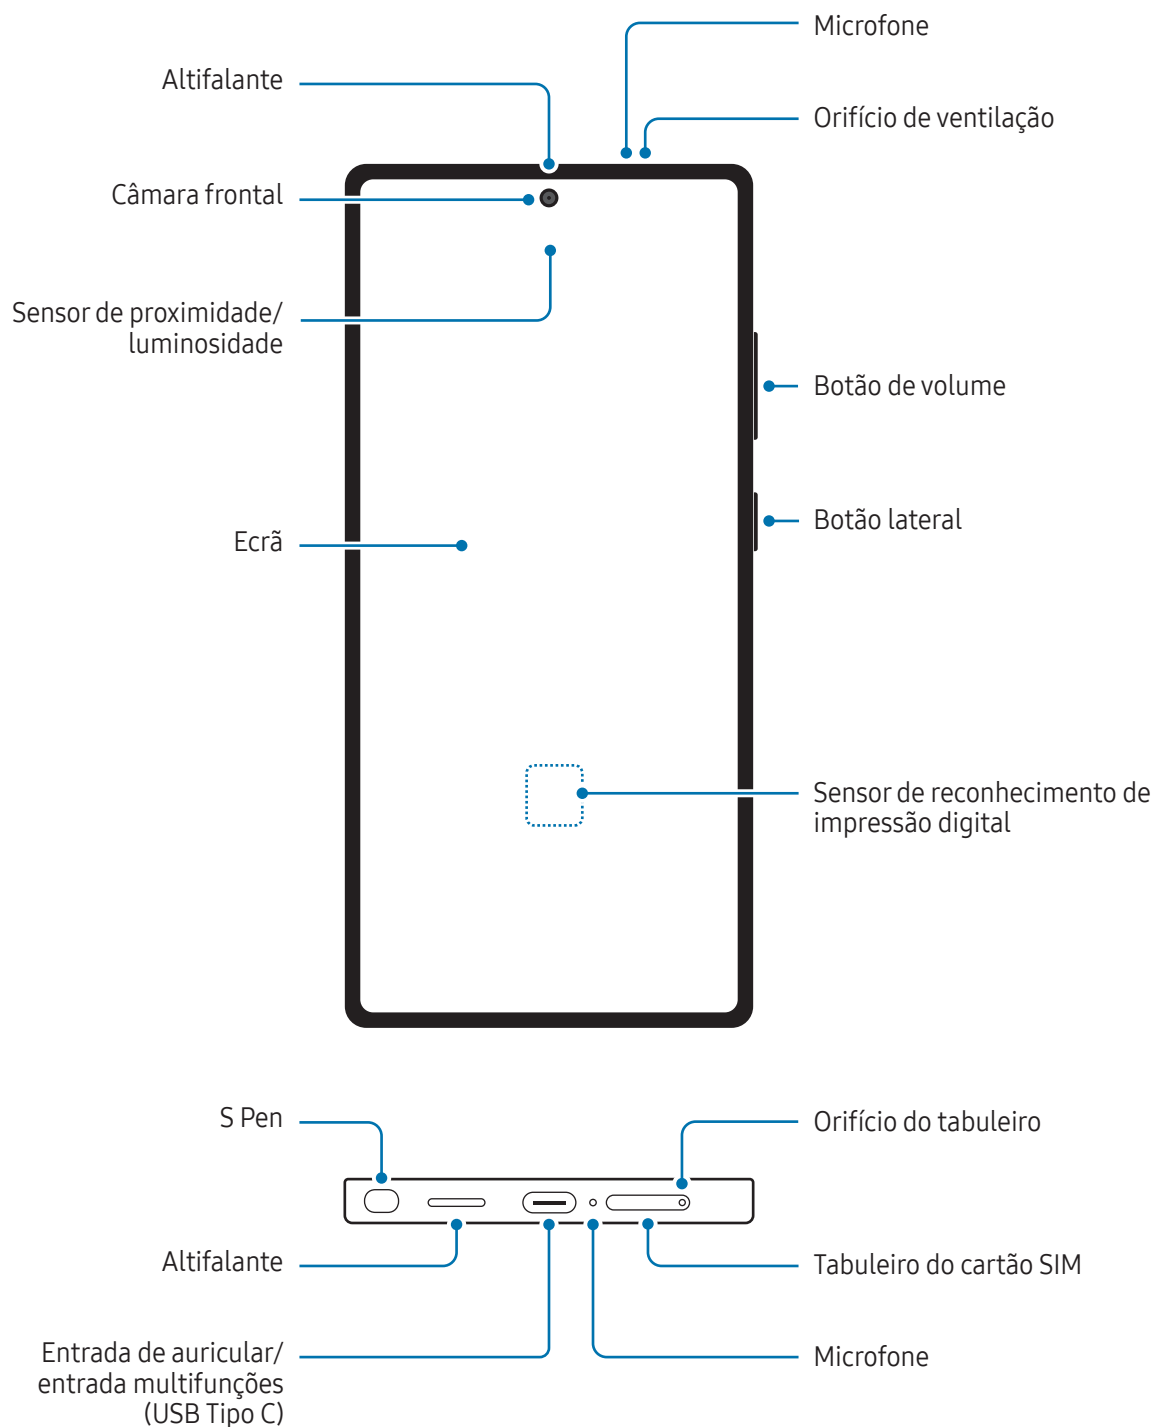 Microfone
Altifalante
Orifício de ventilação
Câmara frontal
Sensor de proximidade/
luminosidade
Botão de volume
Botão lateral
Ecrã
Sensor de reconhecimento de
impressão digital
S Pen
Orifício do tabuleiro
Altifalante
Tabuleiro do cartão SIM
Entrada de auricular/
entrada multifunções
(USB Tipo C)
Microfone